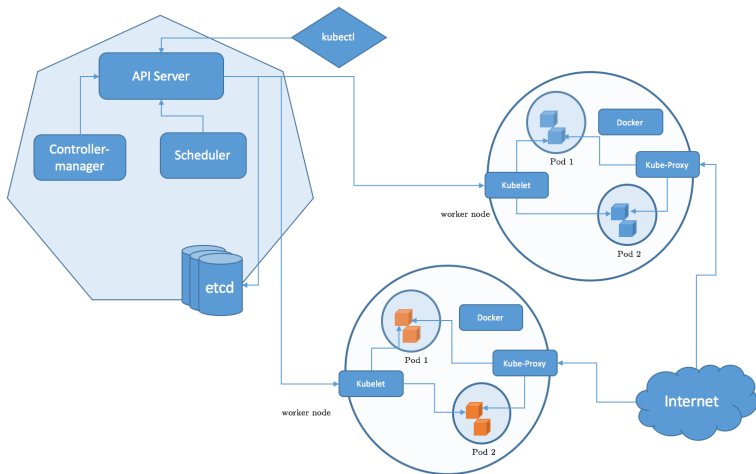 kubectl
API Server
Controller-
manager
Scheduler
etcd
Docker
Pod 1
Kube-Proxy
Kubelet
worker node
Pod 2
Docker
Pod 1
Kube-Proxy
Kubelet
worker node
Pod 2
Internet